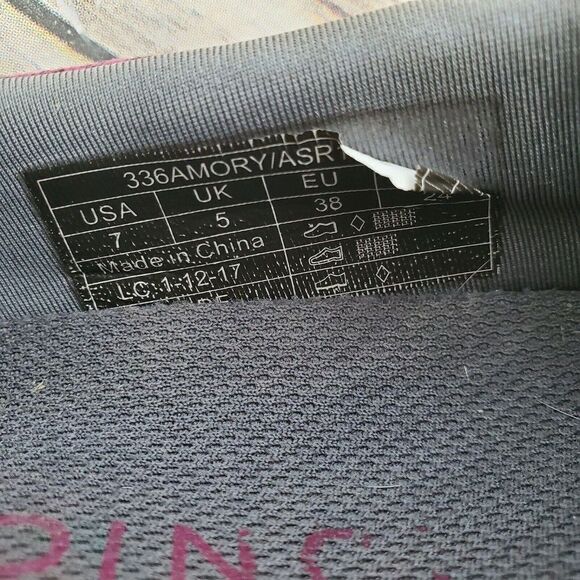 336AMORY/ASR
USA UK EU
7 5 38
Made in China
LC: 1-12-17